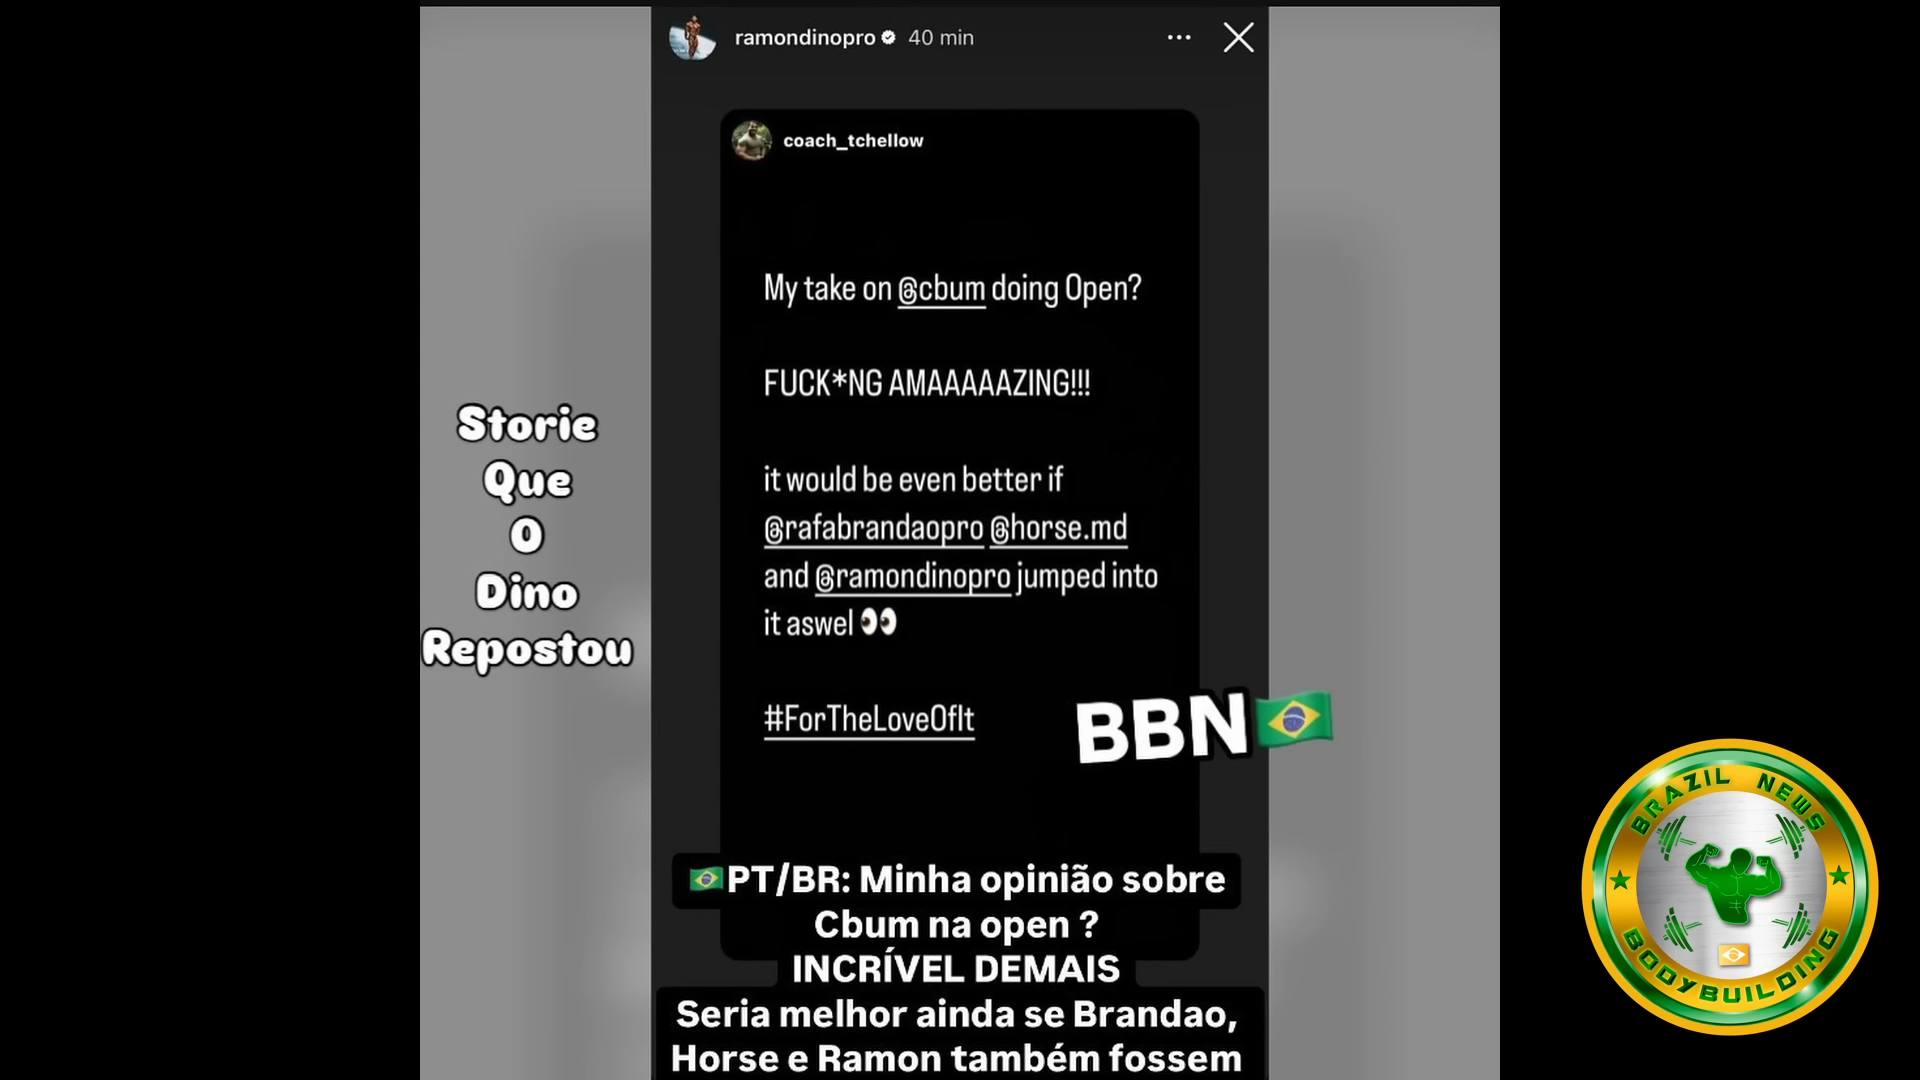 ramondinopro 40 min
coach_tchellow
My take on @cbum doing Open?
FUCK*NG AMAAAAAZING!!!
it would be even better if
@rafabrandaopro @horse.md
and @ramondinopro jumped into
it aswel 👀
#ForTheLoveOfIt
Storie
Que
O
Dino
Repostou
BBN🇧🇷
🇧🇷PT/BR: Minha opinião sobre
Cbum na open ?
INCRÍVEL DEMAIS
Seria melhor ainda se Brandao,
Horse e Ramon também fossem
BRAZIL NEWS
BODYBUILDING